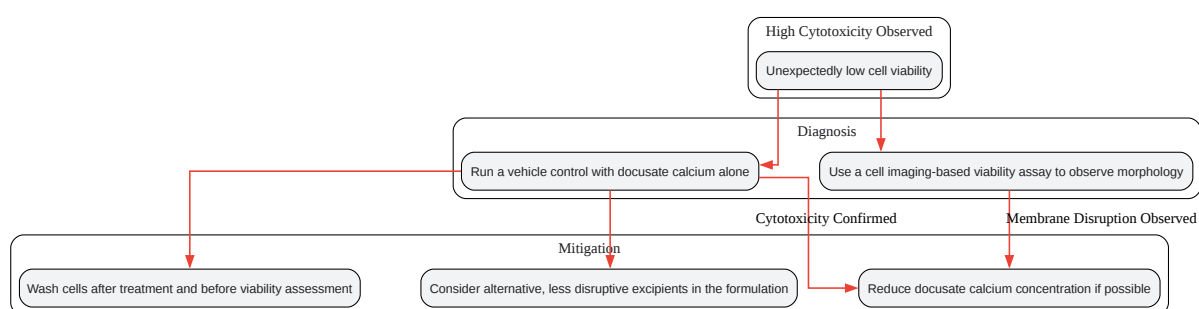 High Cytotoxicity Observed
Unexpectedly low cell viability
Diagnosis
Run a vehicle control with docusate calcium alone
Use a cell imaging-based viability assay to observe morphology
Cytotoxicity Confirmed
Membrane Disruption Observed
Mitigation
Wash cells after treatment and before viability assessment
Consider alternative, less disruptive excipients in the formulation
Reduce docusate calcium concentration if possible